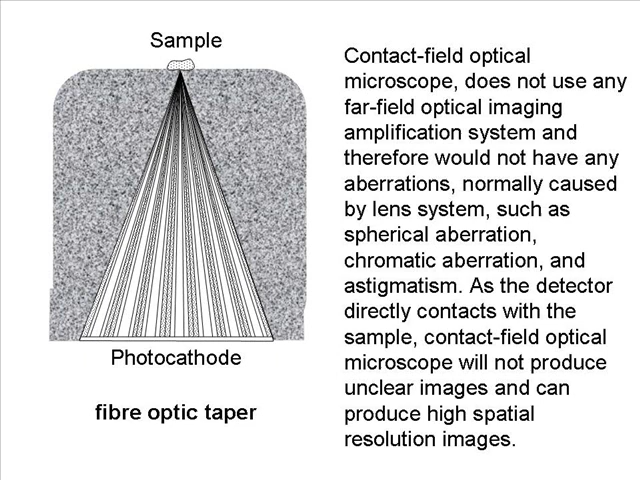 Sample
Photocathode
fibre optic taper
Contact-field optical
microscope, does not use any
far-field optical imaging
amplification system and
therefore would not have any
aberrations, normally caused
by lens system, such as
spherical aberration,
chromatic aberration, and
astigmatism. As the detector
directly contacts with the
sample, contact-field optical
microscope will not produce
unclear images and can
produce high spatial
resolution images.